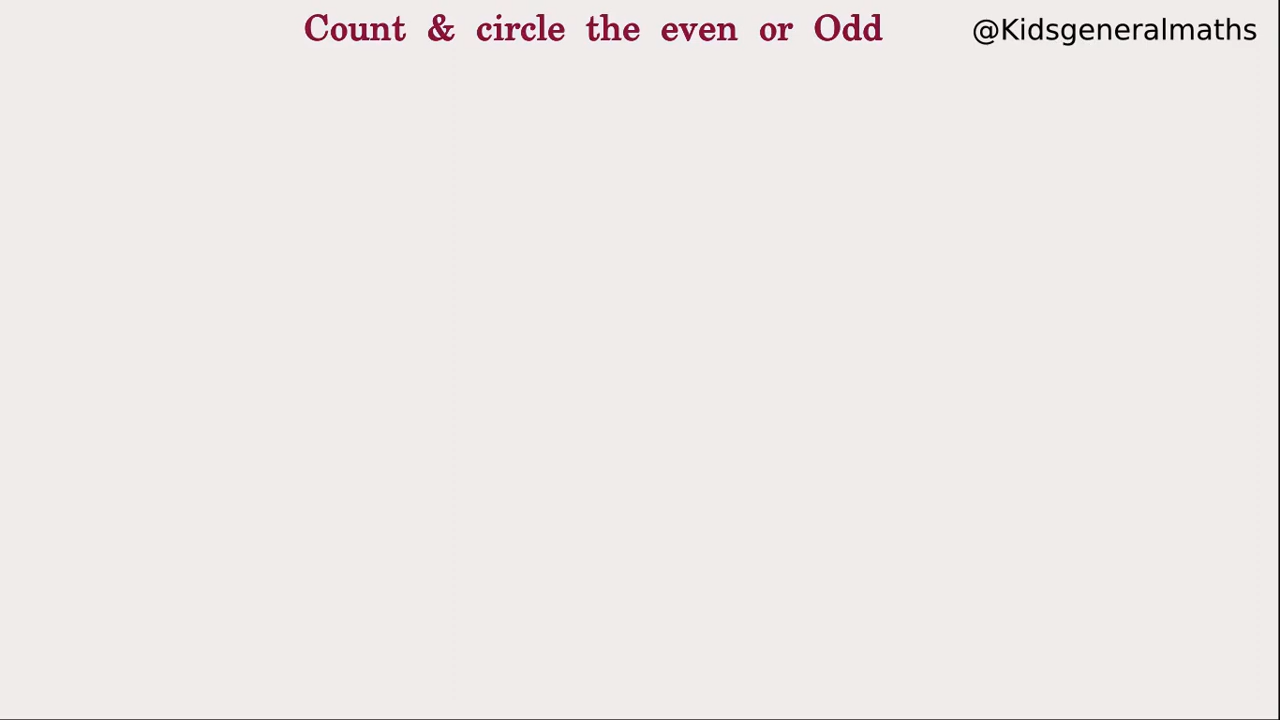 Count & circle the even or Odd
@Kidsgeneralmaths